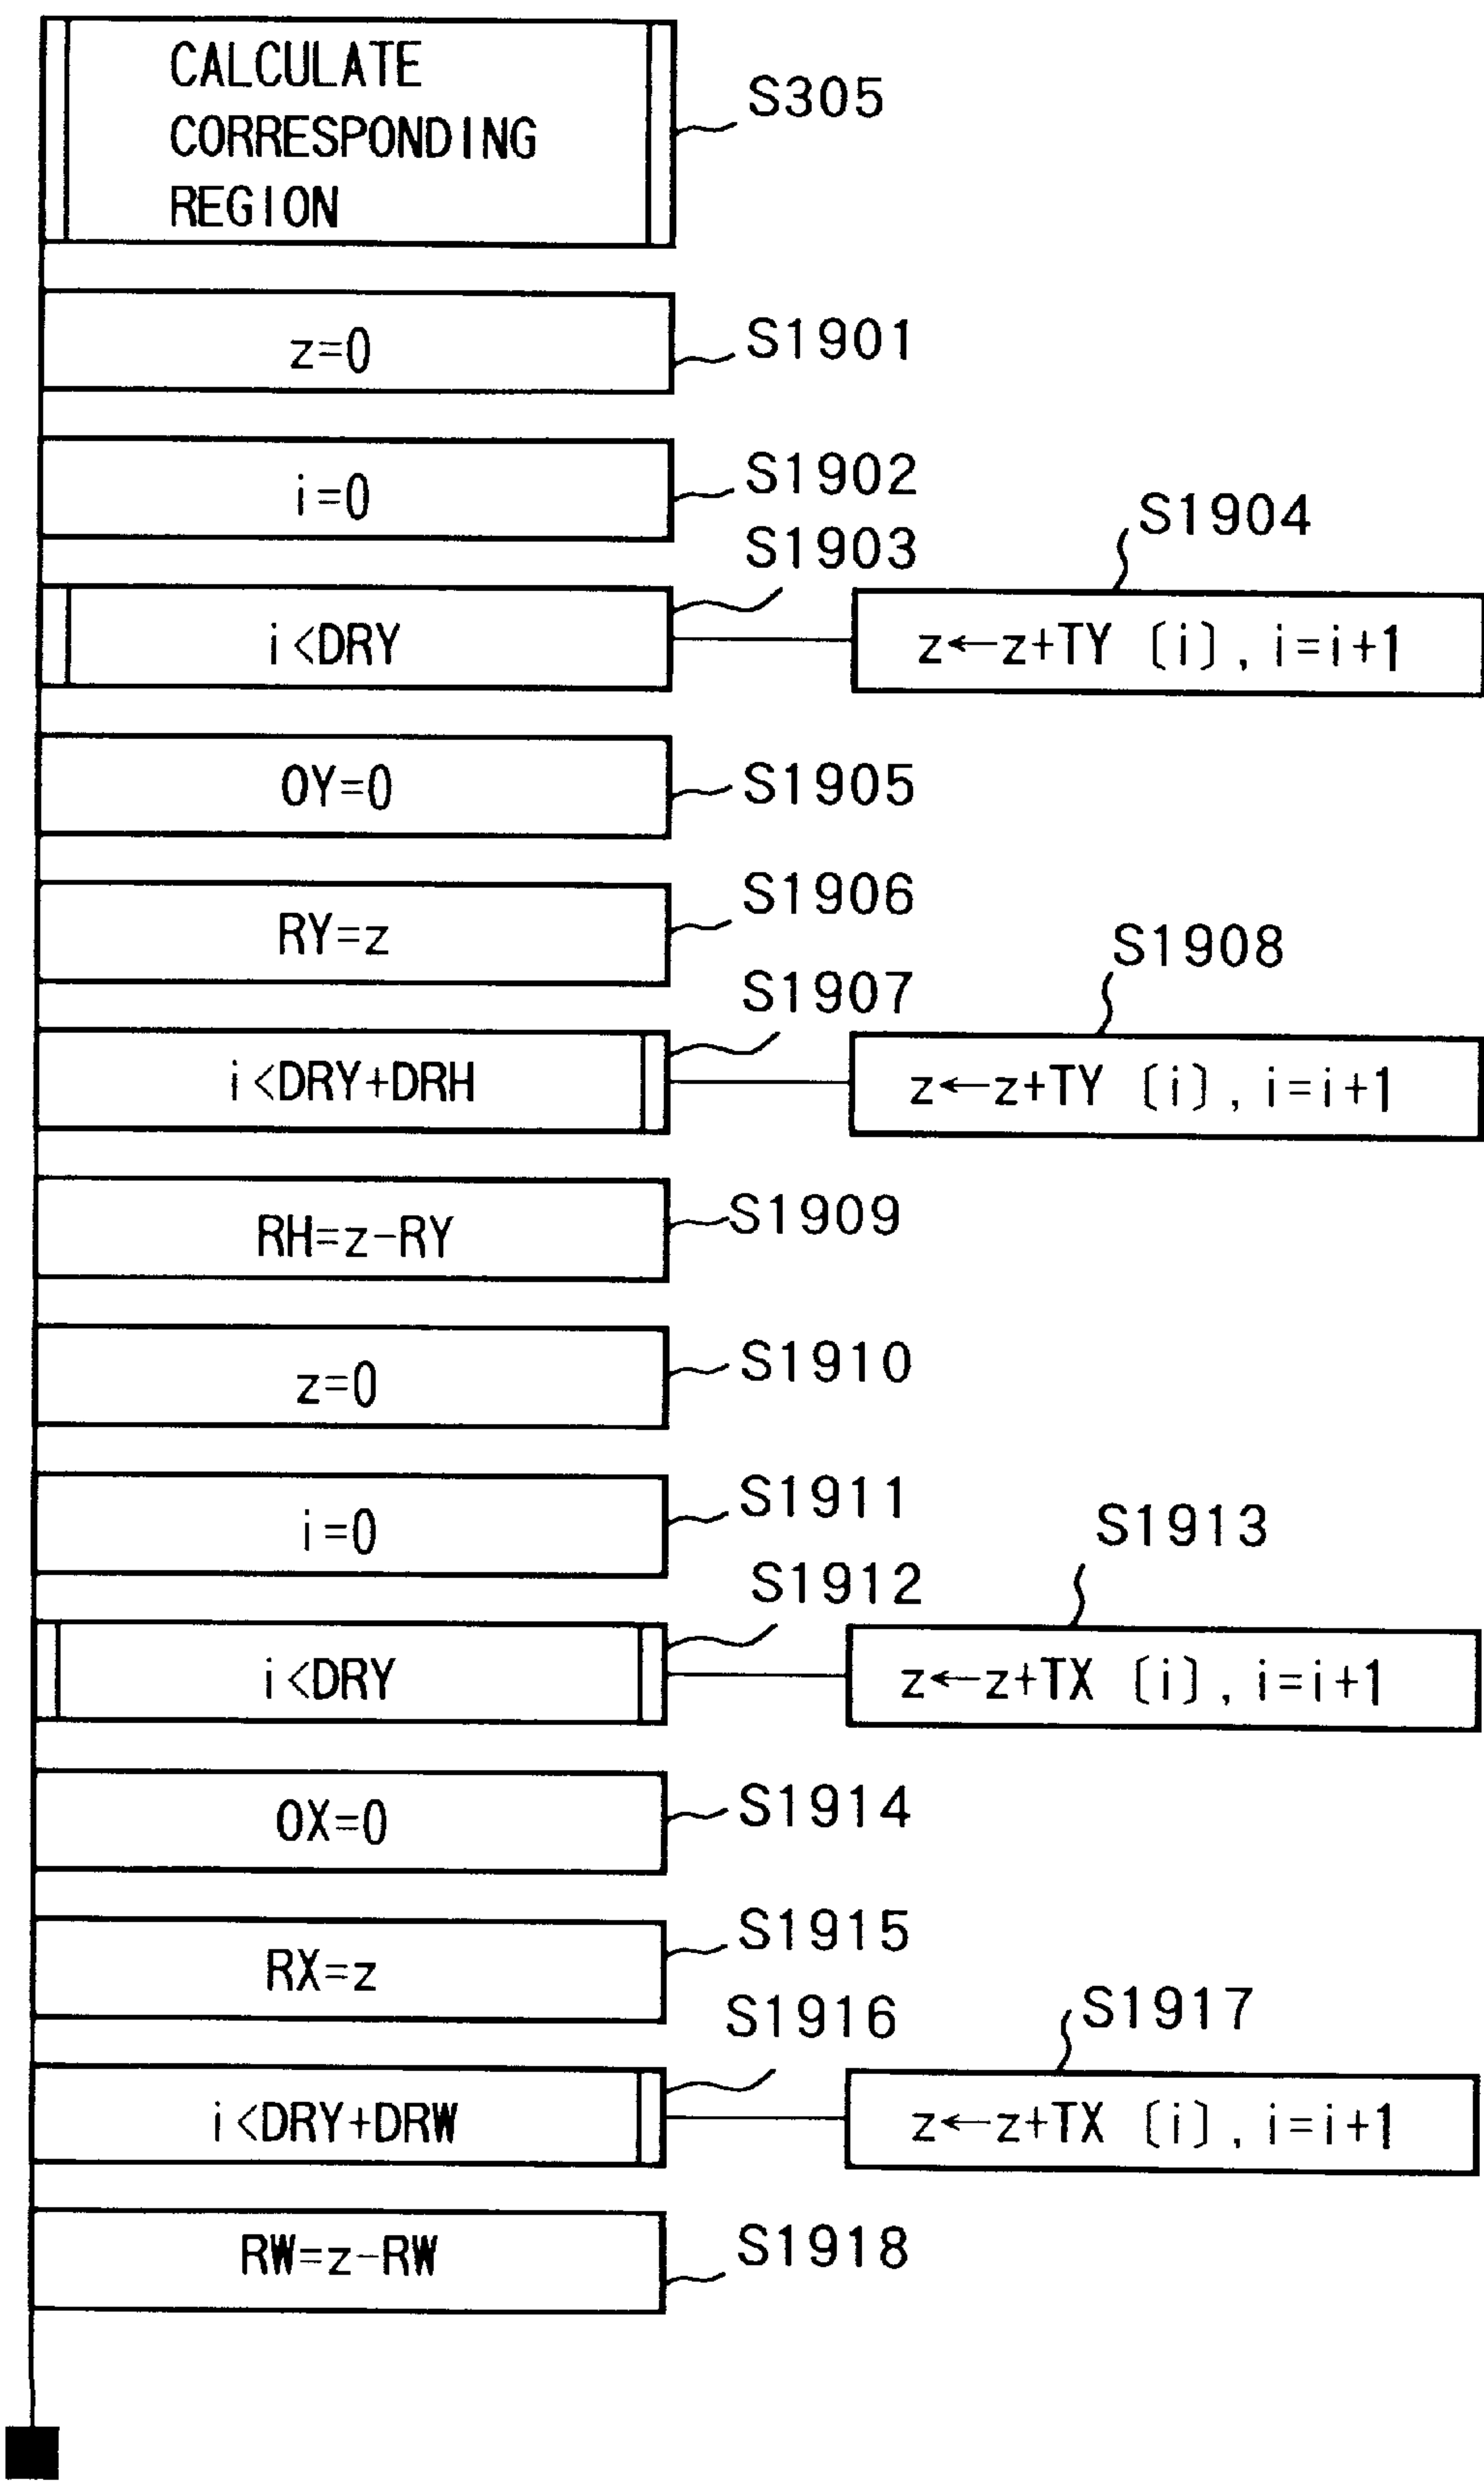 CALCULATE
CORRESPONDING
REGION
S305
z=0
S1901
i=0
S1902
i<DRY
S1903
z←z+TY [i], i=i+1
S1904
OY=0
S1905
RY=z
S1906
i<DRY+DRH
S1907
z←z+TY [i], i=i+1
S1908
RH=z-RY
S1909
z=0
S1910
i=0
S1911
i<DRY
S1912
z←z+TX [i], i=i+1
S1913
OX=0
S1914
RX=z
S1915
i<DRY+DRW
S1916
z←z+TX [i], i=i+1
S1917
RW=z-RW
S1918